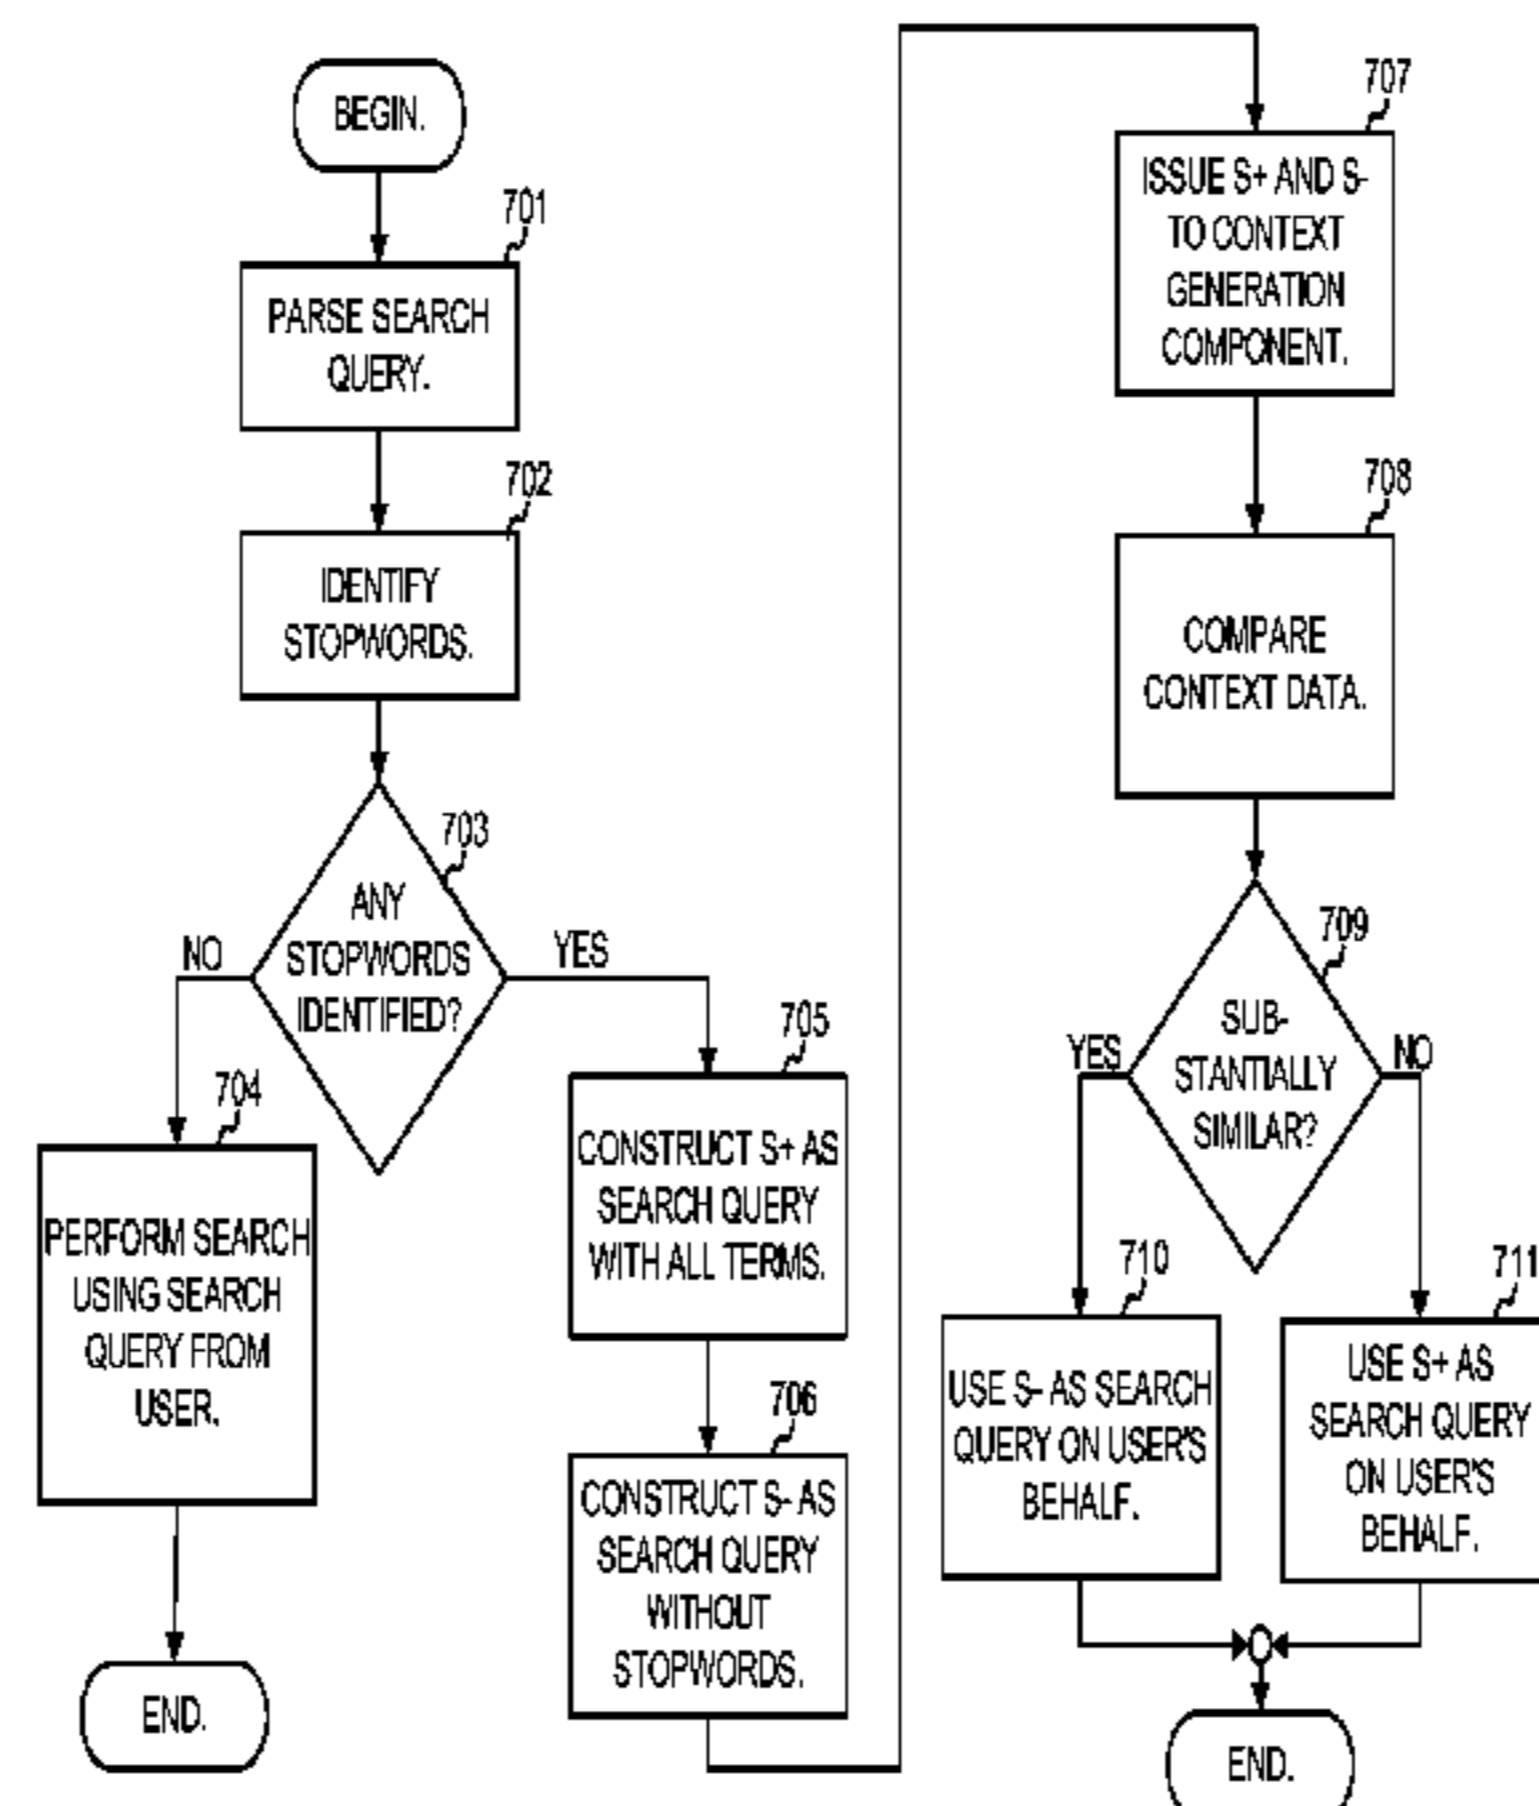 BEGIN.
701
PARSE SEARCH
QUERY.
702
IDENTIFY
STOPWORDS.
703
ANY
STOPWORDS
IDENTIFIED?
NO
YES
704
PERFORM SEARCH
USING SEARCH
QUERY FROM
USER.
END.
705
CONSTRUCT S+ AS
SEARCH QUERY
WITH ALL TERMS.
706
CONSTRUCT S- AS
SEARCH QUERY
WITHOUT
STOPWORDS.
707
ISSUE S+ AND S-
TO CONTEXT
GENERATION
COMPONENT.
708
COMPARE
CONTEXT DATA.
709
SUB-
STANTIALLY
SIMILAR?
YES
NO
710
USE S- AS SEARCH
QUERY ON USER'S
BEHALF.
711
USE S+ AS
SEARCH QUERY
ON USER'S
BEHALF.
END.